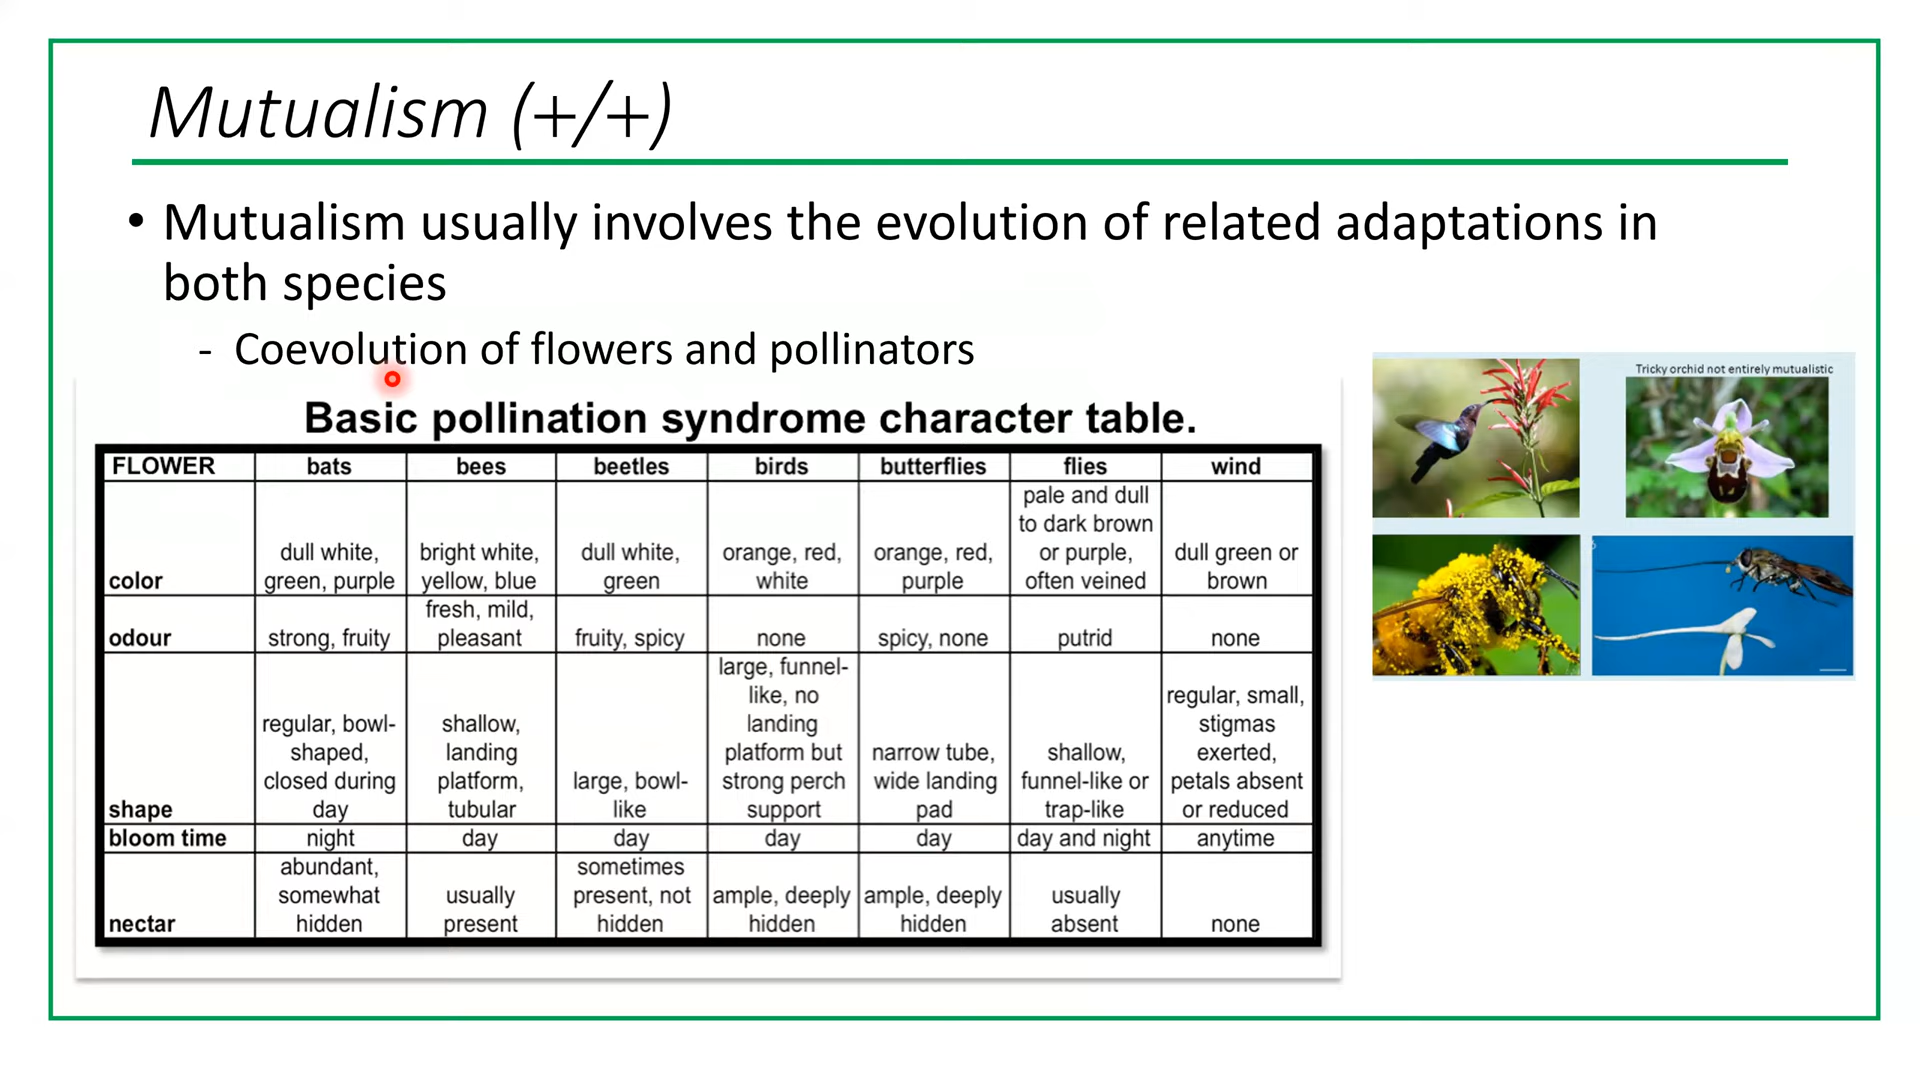 Mutualism (+/+)
• Mutualism usually involves the evolution of related adaptations in
both species
- Coevolution of flowers and pollinators
Basic pollination syndrome character table.
FLOWER bats bees beetles birds butterflies flies wind
color
dull white,
green, purple
bright white,
yellow, blue
dull white,
green
orange, red,
white
orange, red,
purple
pale and dull
to dark brown
or purple,
often veined
dull green or
brown
odour
strong, fruity
fresh, mild,
pleasant
fruity, spicy
none
spicy, none
putrid
none
shape
regular, bowl-
shaped,
closed during
day
shallow,
landing
platform,
tubular
large, bowl-
like
large, funnel-
like, no
landing
platform but
strong perch
support
narrow tube,
wide landing
pad
shallow,
funnel-like or
trap-like
regular, small,
stigmas
exerted,
petals absent
or reduced
bloom time night day day day day day and night anytime
nectar
abundant,
somewhat
hidden
usually
present
sometimes
present, not
hidden
ample, deeply
hidden
ample, deeply
hidden
usually
absent
none
Tricky orchid not entirely mutualistic